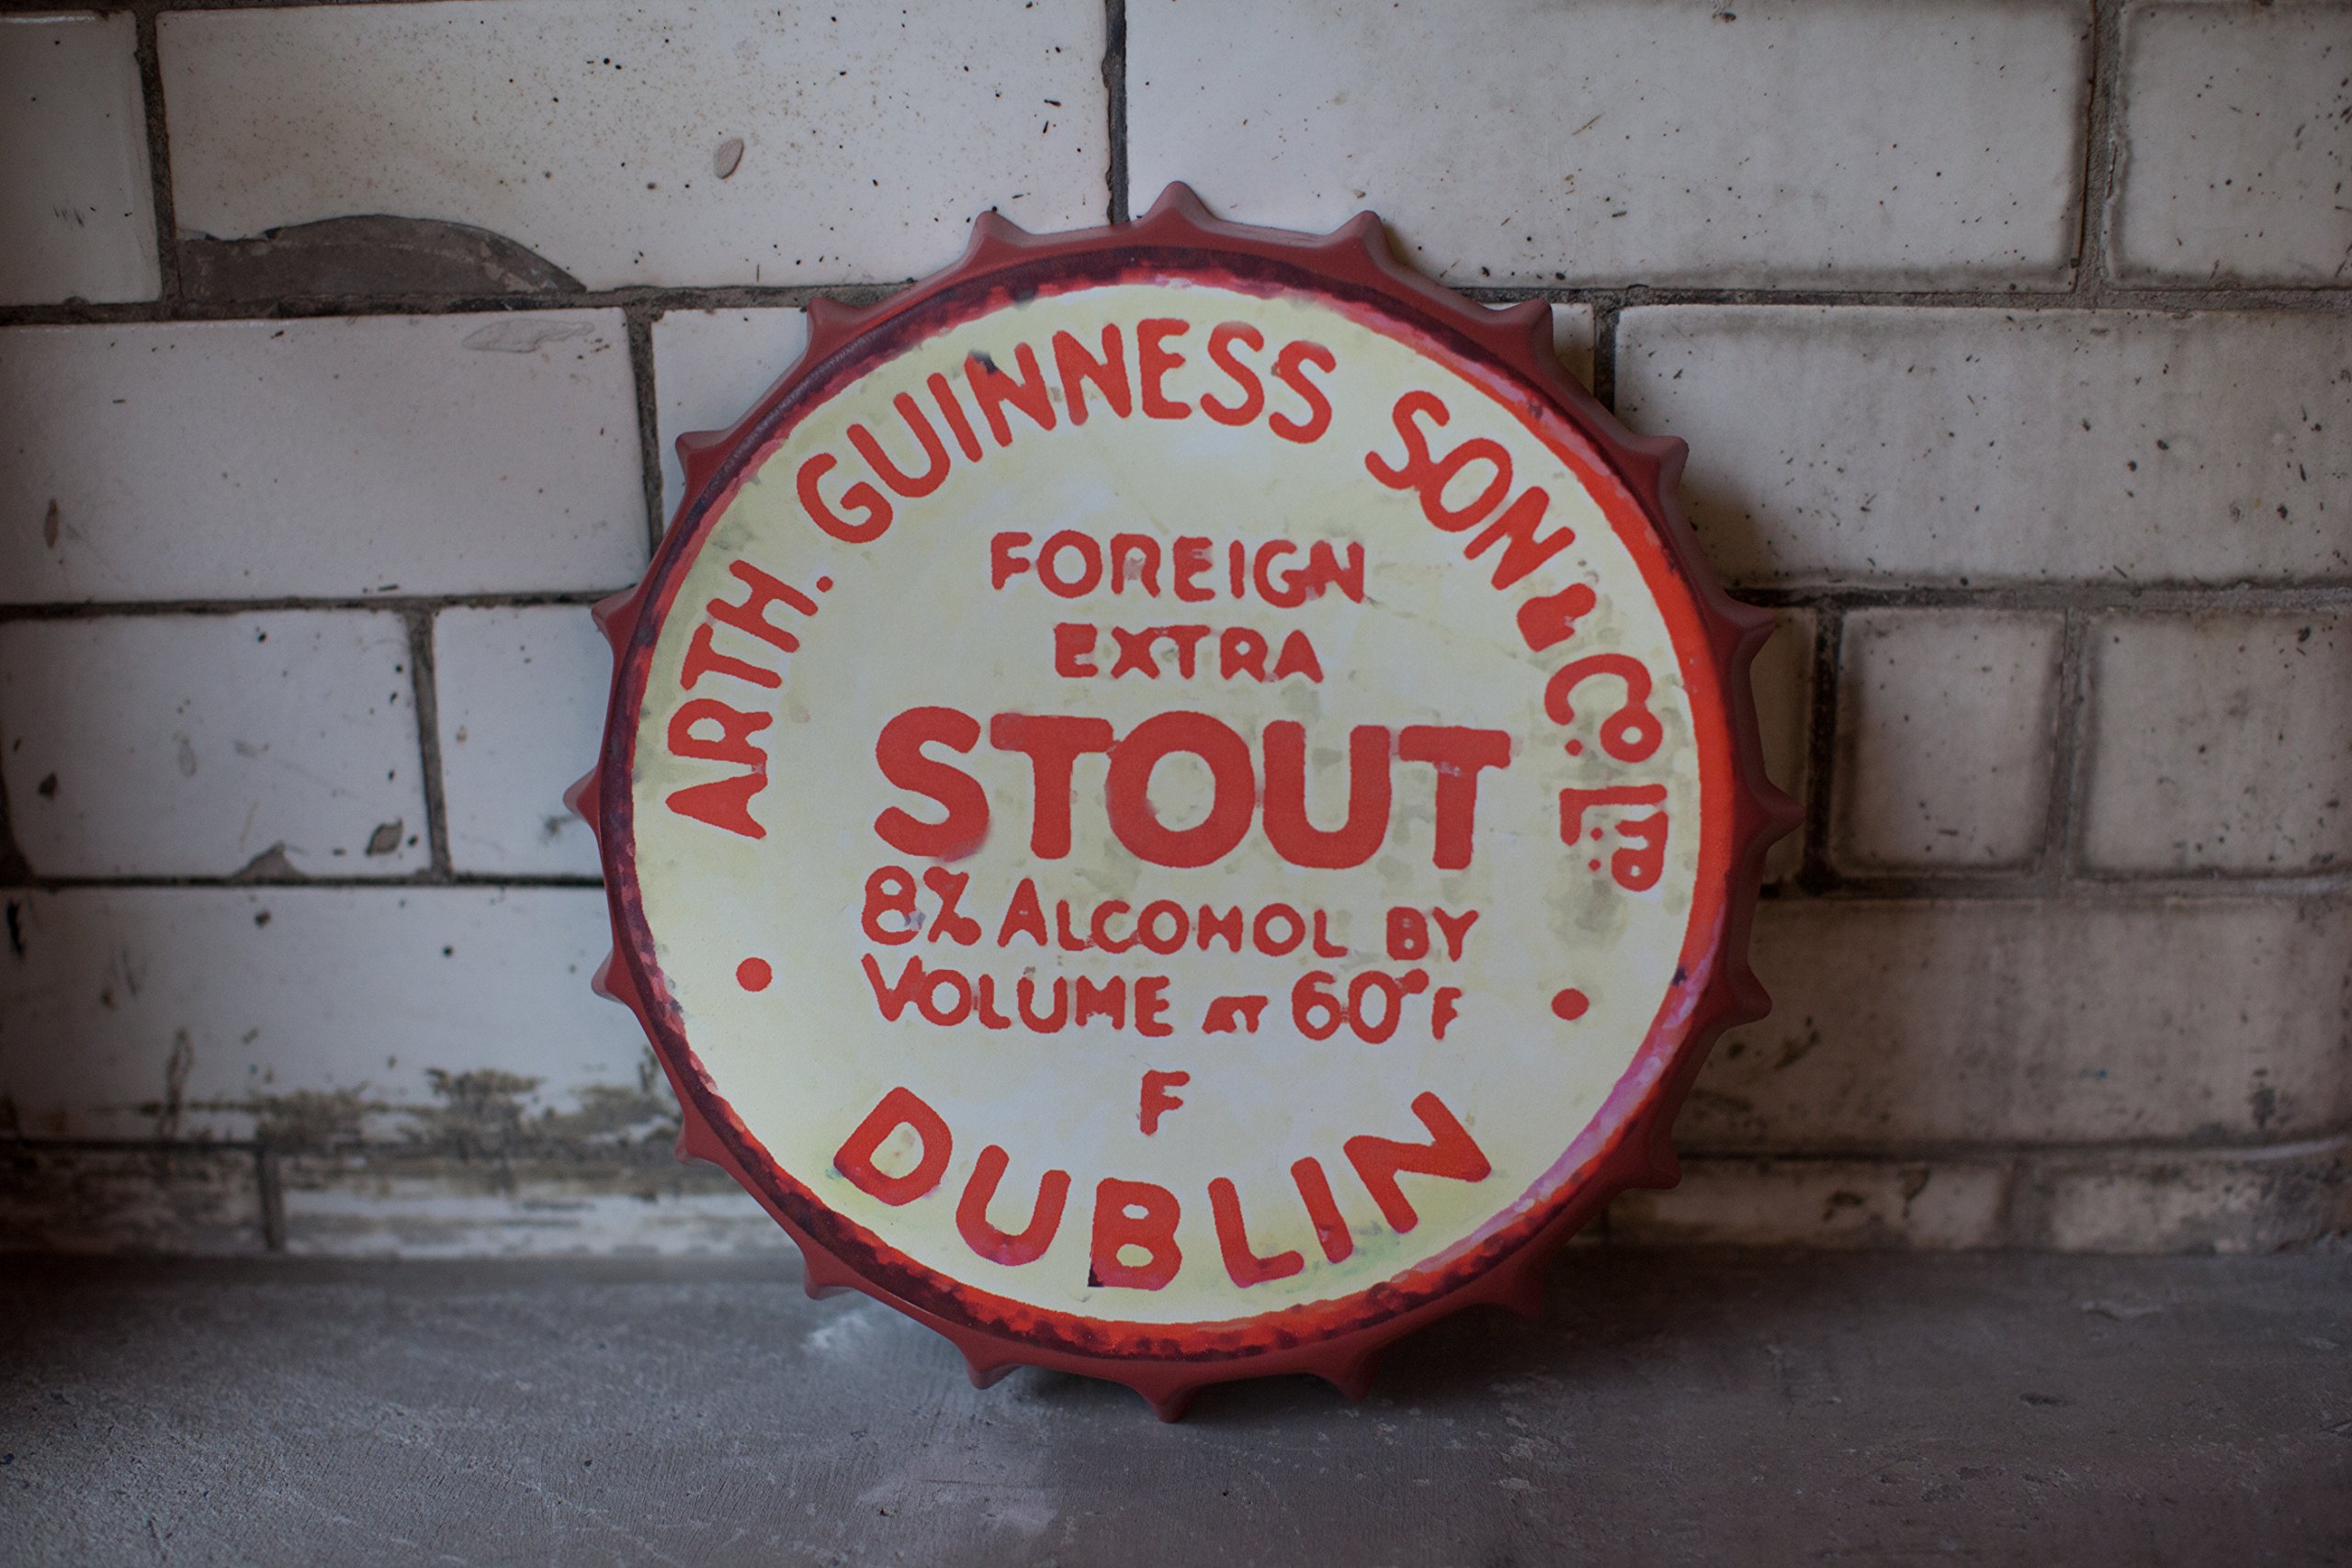 ARTH. GUINNESS SON & Co. LTD
FOREIGN
EXTRA
STOUT
8% ALCOHOL BY
VOLUME AT 60°F
F
DUBLIN